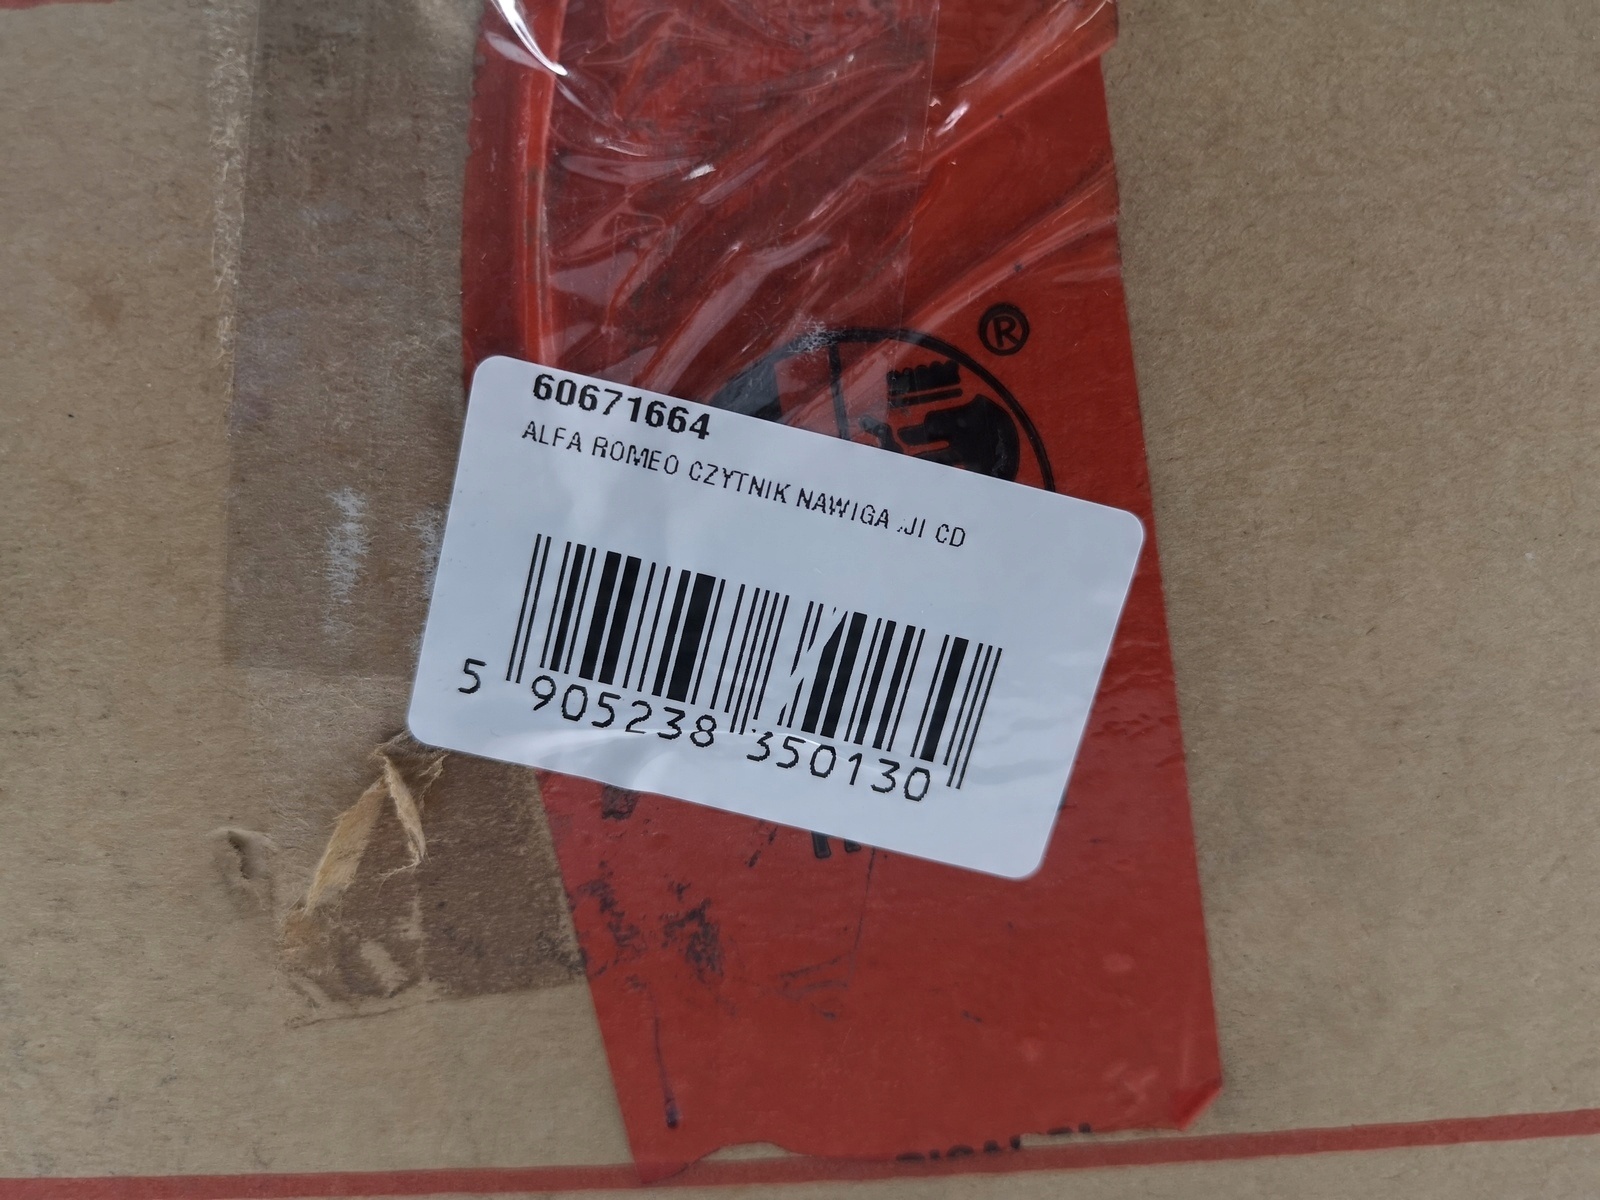 ®
60671664
ALFA ROMEO CZYTNIK NAWIGA JI CD
5 905238 350130